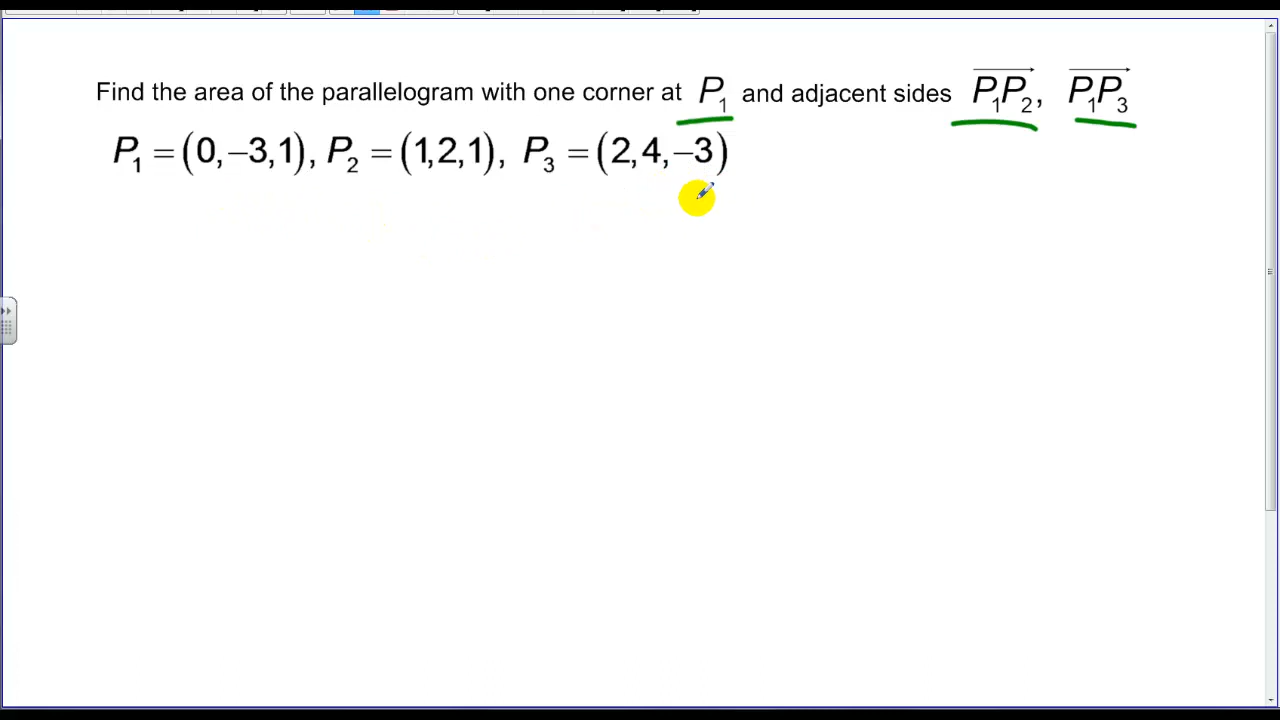 Find the area of the parallelogram with one corner at P₁ and adjacent sides P₁P₂, P₁P₃
P₁ = (0,−3,1), P₂ = (1,2,1), P₃ = (2,4,−3)